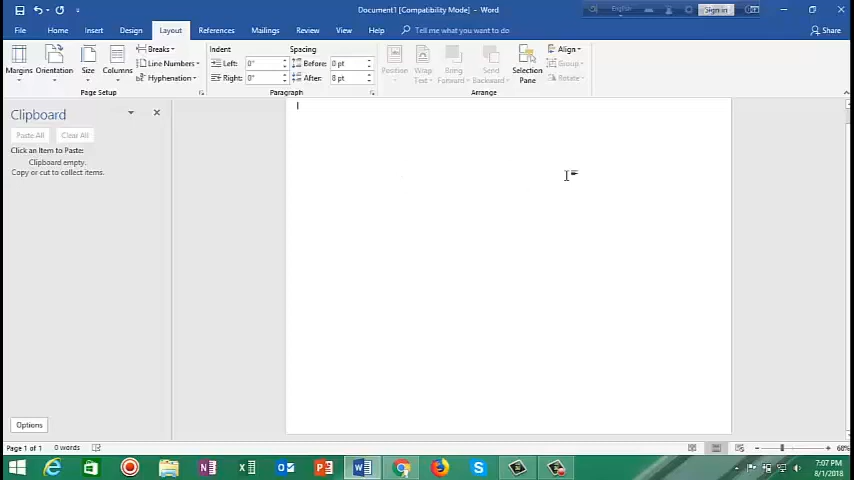 Document1 [Compatibility Mode] - Word
English
Sign in
File Home Insert Design Layout References Mailings Review View Help Tell me what you want to do Share
Margins
Orientation
Size
Columns
Breaks
Line Numbers
Hyphenation
Page Setup
Indent
Left: 0"
Right: 0"
Spacing
Before: 0 pt
After: 8 pt
Paragraph
Position
Wrap Text
Bring Forward
Send Backward
Selection Pane
Align
Group
Rotate
Arrange
Clipboard
Paste All Clear All
Click an Item to Paste:
Clipboard empty.
Copy or cut to collect items.
Options
Page 1 of 1 0 words
68%
7:07 PM
8/1/2018